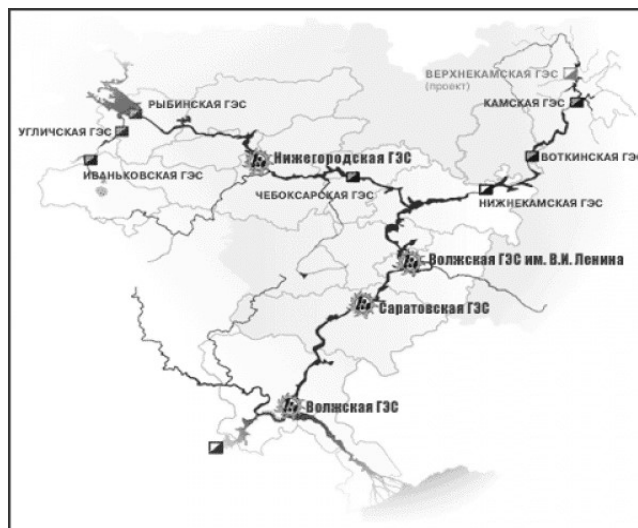 ВЕРХНЕКАМСКАЯ ГЭС
(проект)
РЫБИНСКАЯ ГЭС
КАМСКАЯ ГЭС
УГЛИЧСКАЯ ГЭС
Нижегородская ГЭС
ВОТКИНСКАЯ ГЭС
ИВАНЬКОВСКАЯ ГЭС
ЧЕБОКСАРСКАЯ ГЭС
НИЖНЕКАМСКАЯ ГЭС
Волжская ГЭС им. В.И. Ленина
Саратовская ГЭС
Волжская ГЭС